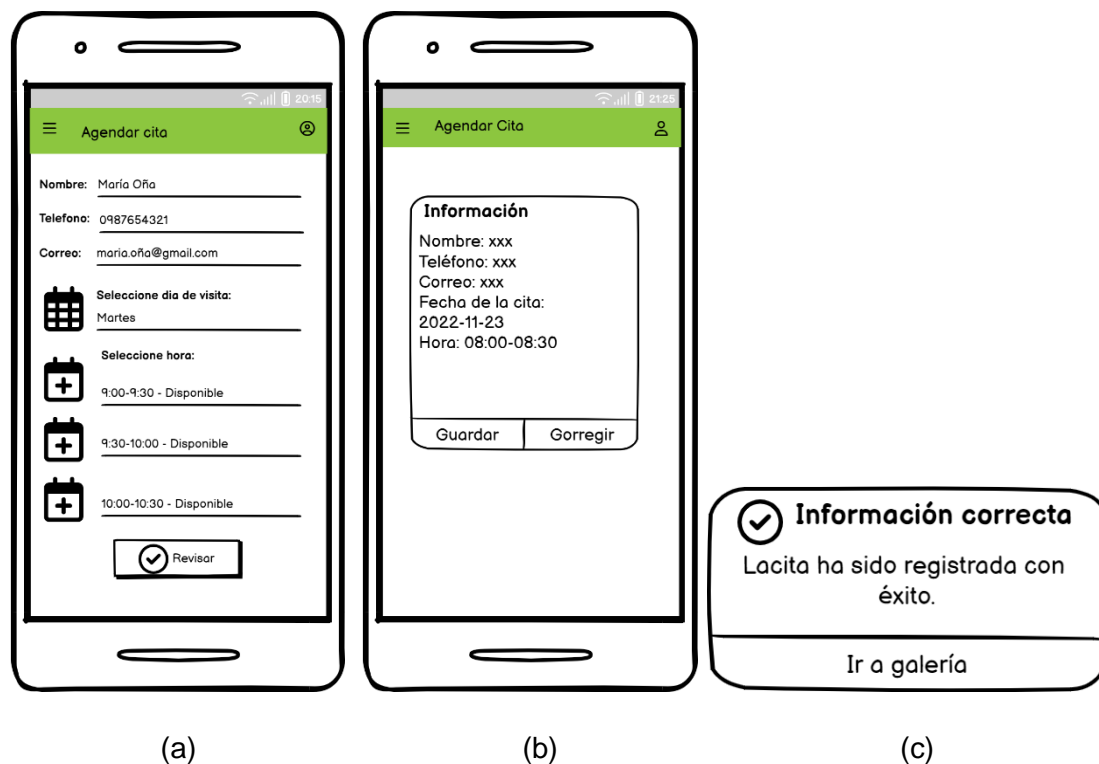 20:15
Agendar cita
Nombre: María Oña
Telefono: 0987654321
Correo: maria.oña@gmail.com
Seleccione dia de visita:
Martes
Seleccione hora:
9:00-9:30 - Disponible
9:30-10:00 - Disponible
10:00-10:30 - Disponible
Revisar
(a)
21:25
Agendar Cita
Información
Nombre: xxx
Teléfono: xxx
Correo: xxx
Fecha de la cita:
2022-11-23
Hora: 08:00-08:30
Guardar
Gorregir
(b)
Información correcta
Lacita ha sido registrada con
éxito.
Ir a galería
(c)